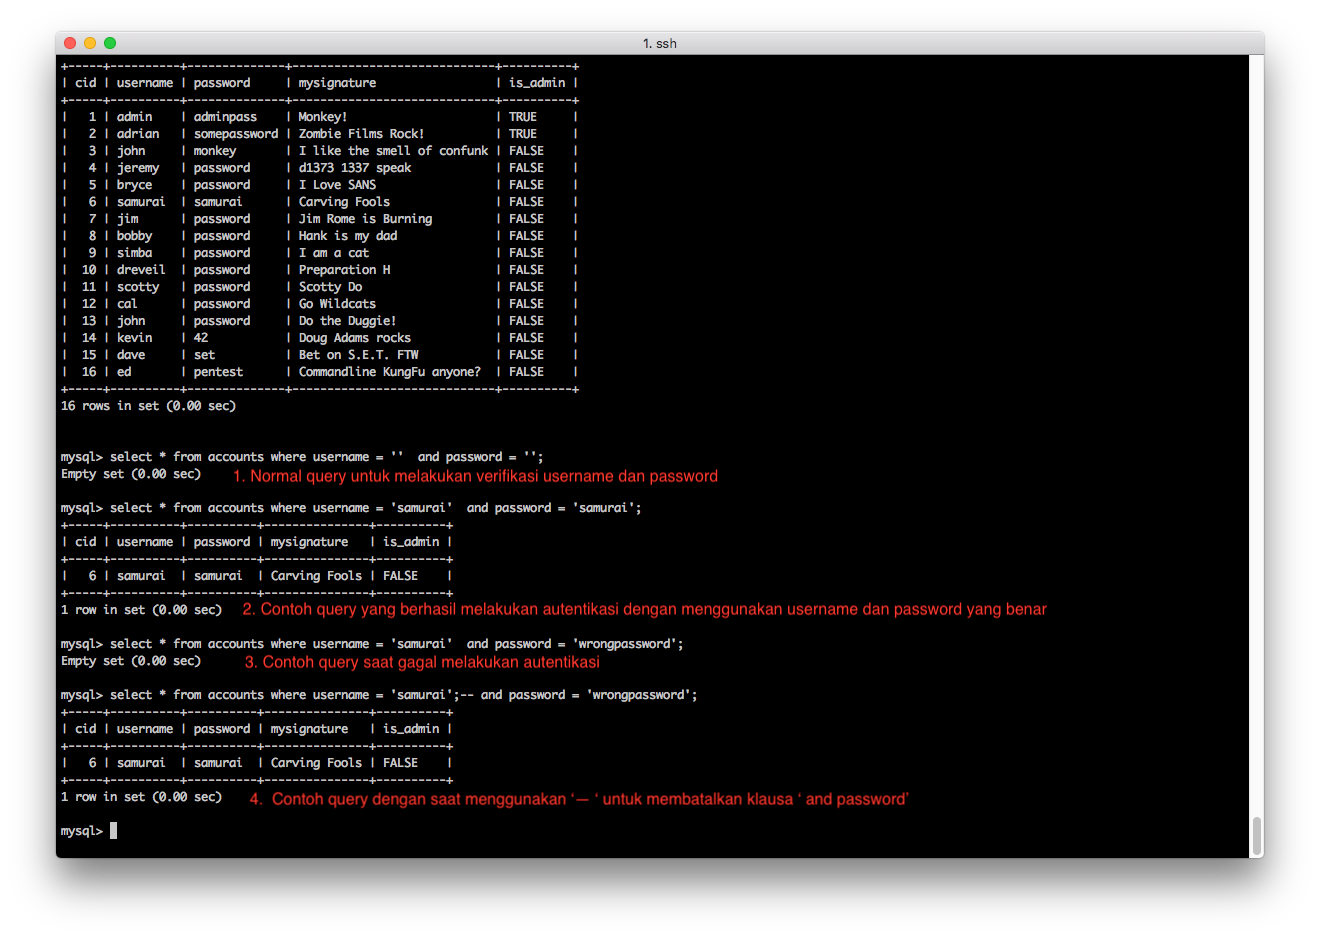 1. ssh
+-----+----------+--------------+-----------------------------+----------+
| cid | username | password     | mysignature                 | is_admin |
+-----+----------+--------------+-----------------------------+----------+
|   1 | admin    | adminpass    | Monkey!                     | TRUE     |
|   2 | adrian   | somepassword | Zombie Films Rock!          | TRUE     |
|   3 | john     | monkey       | I like the smell of confunk | FALSE    |
|   4 | jeremy   | password     | d1373 1337 speak            | FALSE    |
|   5 | bryce    | password     | I Love SANS                 | FALSE    |
|   6 | samurai  | samurai      | Carving Fools               | FALSE    |
|   7 | jim      | password     | Jim Rome is Burning         | FALSE    |
|   8 | bobby    | password     | Hank is my dad              | FALSE    |
|   9 | simba    | password     | I am a cat                  | FALSE    |
|  10 | dreveil  | password     | Preparation H               | FALSE    |
|  11 | scotty   | password     | Scotty Do                   | FALSE    |
|  12 | cal      | password     | Go Wildcats                 | FALSE    |
|  13 | john     | password     | Do the Duggie!              | FALSE    |
|  14 | kevin    | 42           | Doug Adams rocks            | FALSE    |
|  15 | dave     | set          | Bet on S.E.T. FTW           | FALSE    |
|  16 | ed       | pentest      | Commandline KungFu anyone?  | FALSE    |
+-----+----------+--------------+-----------------------------+----------+
16 rows in set (0.00 sec)
mysql> select * from accounts where username = ''  and password = '';
Empty set (0.00 sec) 1. Normal query untuk melakukan verifikasi username dan password
mysql> select * from accounts where username = 'samurai'  and password = 'samurai';
+-----+----------+----------+---------------+----------+
| cid | username | password | mysignature   | is_admin |
+-----+----------+----------+---------------+----------+
|   6 | samurai  | samurai  | Carving Fools | FALSE    |
+-----+----------+----------+---------------+----------+
1 row in set (0.00 sec) 2. Contoh query yang berhasil melakukan autentikasi dengan menggunakan username dan password yang benar
mysql> select * from accounts where username = 'samurai'  and password = 'wrongpassword';
Empty set (0.00 sec) 3. Contoh query saat gagal melakukan autentikasi
mysql> select * from accounts where username = 'samurai';-- and password = 'wrongpassword';
+-----+----------+----------+---------------+----------+
| cid | username | password | mysignature   | is_admin |
+-----+----------+----------+---------------+----------+
|   6 | samurai  | samurai  | Carving Fools | FALSE    |
+-----+----------+----------+---------------+----------+
1 row in set (0.00 sec) 4. Contoh query dengan saat menggunakan ‘— ‘ untuk membatalkan klausa ‘ and password’
mysql>